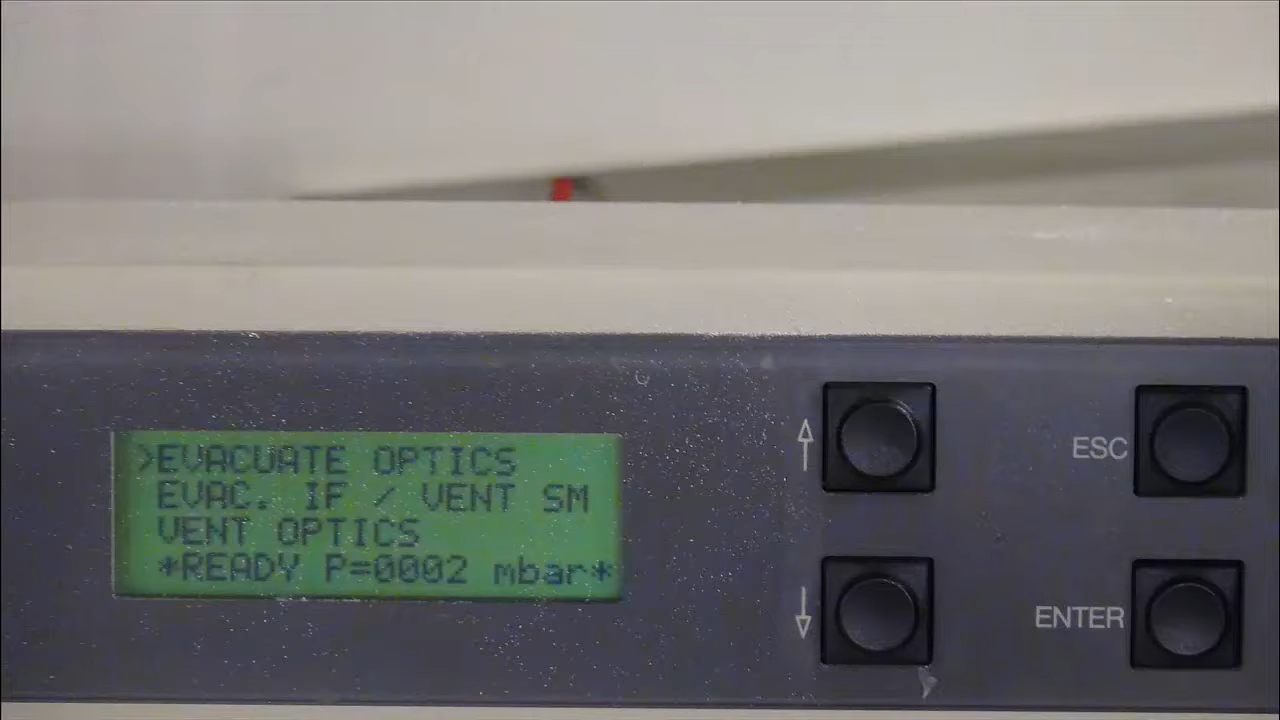 >EVACUATE OPTICS
EVAC. IF / VENT SM
VENT OPTICS
*READY P=0002 mbar*
↑
ESC
↓
ENTER